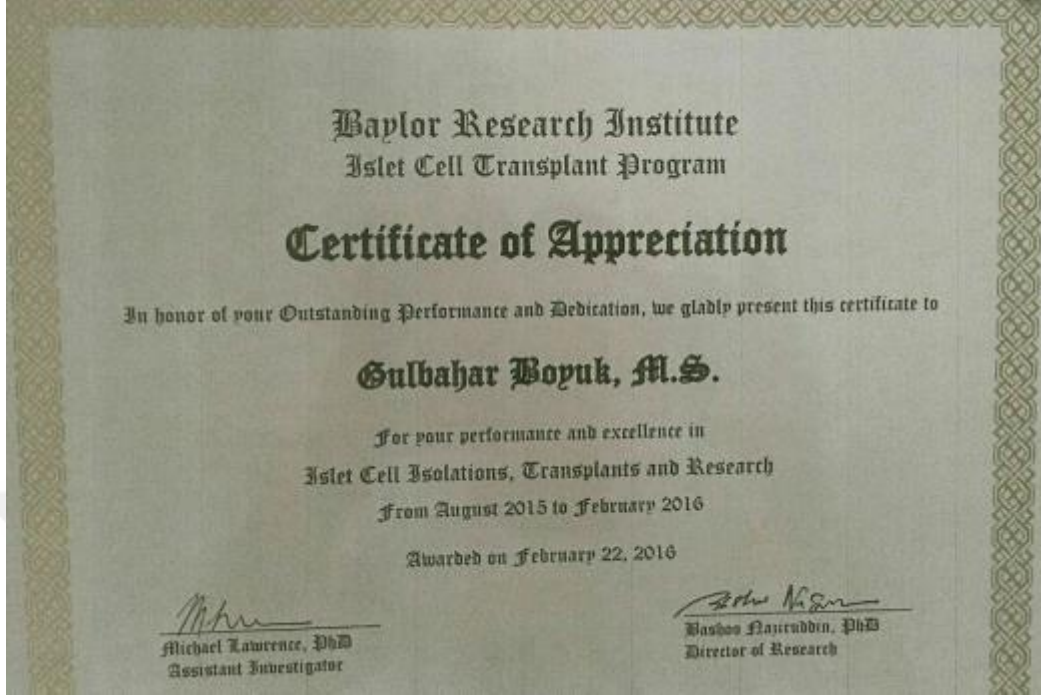 Baylor Research Institute
Islet Cell Transplant Program
Certificate of Appreciation
In honor of your Outstanding Performance and Dedication, we gladly present this certificate to
Gulbahar Boyuk, M.S.
For your performance and excellence in
Islet Cell Isolations, Transplants and Research
From August 2015 to February 2016
Awarded on February 22, 2016
Michael Lawrence, PhD
Assistant Investigator
Bashoo Naziruddin, PhD
Director of Research